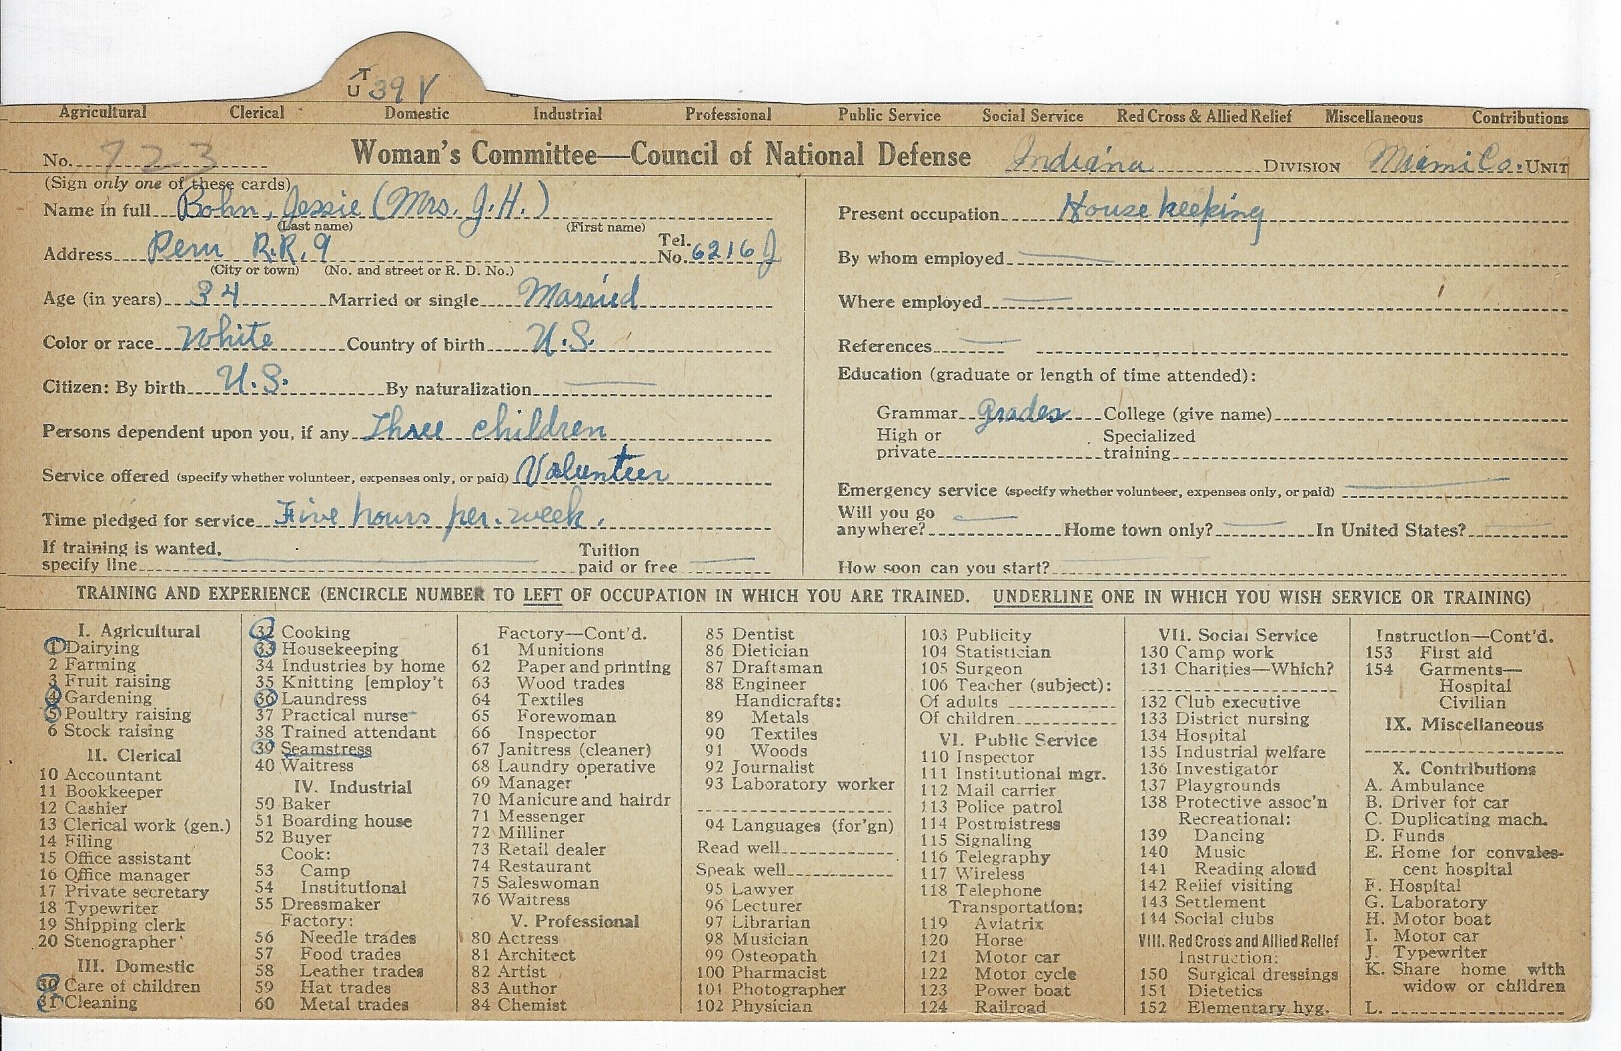 T
U 39 V
Agricultural Clerical Domestic Industrial Professional Public Service Social Service Red Cross & Allied Relief Miscellaneous Contributions
No. 723 Woman's Committee—Council of National Defense Indiana DIVISION Miami Co. UNIT
(Sign only one of these cards)
Name in full Bohn, Jessie (Mrs. J.H.)
(Last name) (First name)
Address Peru R.R. 9 Tel. No. 6216 J
(City or town) (No. and street or R. D. No.)
Age (in years) 34 Married or single Married
Color or race White Country of birth U.S.
Citizen: By birth U.S. By naturalization
Persons dependent upon you, if any Three children
Service offered (specify whether volunteer, expenses only, or paid) Volunteer
Time pledged for service Five hours per. week.
If training is wanted, Tuition
specify line paid or free
Present occupation House keeping
By whom employed
Where employed
References
Education (graduate or length of time attended):
Grammar grades College (give name)
High or Specialized
private training
Emergency service (specify whether volunteer, expenses only, or paid)
Will you go
anywhere? Home town only? In United States?
How soon can you start?
TRAINING AND EXPERIENCE (ENCIRCLE NUMBER TO LEFT OF OCCUPATION IN WHICH YOU ARE TRAINED. UNDERLINE ONE IN WHICH YOU WISH SERVICE OR TRAINING)
I. Agricultural
1 Dairying
2 Farming
3 Fruit raising
4 Gardening
5 Poultry raising
6 Stock raising
II. Clerical
10 Accountant
11 Bookkeeper
12 Cashier
13 Clerical work (gen.)
14 Filing
15 Office assistant
16 Office manager
17 Private secretary
18 Typewriter
19 Shipping clerk
20 Stenographer
III. Domestic
30 Care of children
31 Cleaning
32 Cooking
33 Housekeeping
34 Industries by home
35 Knitting [employ't
36 Laundress
37 Practical nurse
38 Trained attendant
39 Seamstress
40 Waitress
IV. Industrial
50 Baker
51 Boarding house
52 Buyer
Cook:
53 Camp
54 Institutional
55 Dressmaker
Factory:
56 Needle trades
57 Food trades
58 Leather trades
59 Hat trades
60 Metal trades
Factory—Cont'd.
61 Munitions
62 Paper and printing
63 Wood trades
64 Textiles
65 Forewoman
66 Inspector
67 Janitress (cleaner)
68 Laundry operative
69 Manager
70 Manicure and hairdr
71 Messenger
72 Milliner
73 Retail dealer
74 Restaurant
75 Saleswoman
76 Waitress
V. Professional
80 Actress
81 Architect
82 Artist
83 Author
84 Chemist
85 Dentist
86 Dietician
87 Draftsman
88 Engineer
Handicrafts:
89 Metals
90 Textiles
91 Woods
92 Journalist
93 Laboratory worker
94 Languages (for'gn)
Read well
Speak well
95 Lawyer
96 Lecturer
97 Librarian
98 Musician
99 Osteopath
100 Pharmacist
101 Photographer
102 Physician
103 Publicity
104 Statistician
105 Surgeon
106 Teacher (subject):
Of adults
Of children
VI. Public Service
110 Inspector
111 Institutional mgr.
112 Mail carrier
113 Police patrol
114 Postmistress
115 Signaling
116 Telegraphy
117 Wireless
118 Telephone
Transportation:
119 Aviatrix
120 Horse
121 Motor car
122 Motor cycle
123 Power boat
124 Railroad
VII. Social Service
130 Camp work
131 Charities—Which?
132 Club executive
133 District nursing
134 Hospital
135 Industrial welfare
136 Investigator
137 Playgrounds
138 Protective assoc'n
Recreational:
139 Dancing
140 Music
141 Reading aloud
142 Relief visiting
143 Settlement
144 Social clubs
VIII. Red Cross and Allied Relief
Instruction:
150 Surgical dressings
151 Dietetics
152 Elementary hyg.
Instruction—Cont'd.
153 First aid
154 Garments—
Hospital
Civilian
IX. Miscellaneous
X. Contributions
A. Ambulance
B. Driver for car
C. Duplicating mach.
D. Funds
E. Home for convales-
cent hospital
F. Hospital
G. Laboratory
H. Motor boat
I. Motor car
J. Typewriter
K. Share home with
widow or children
L.